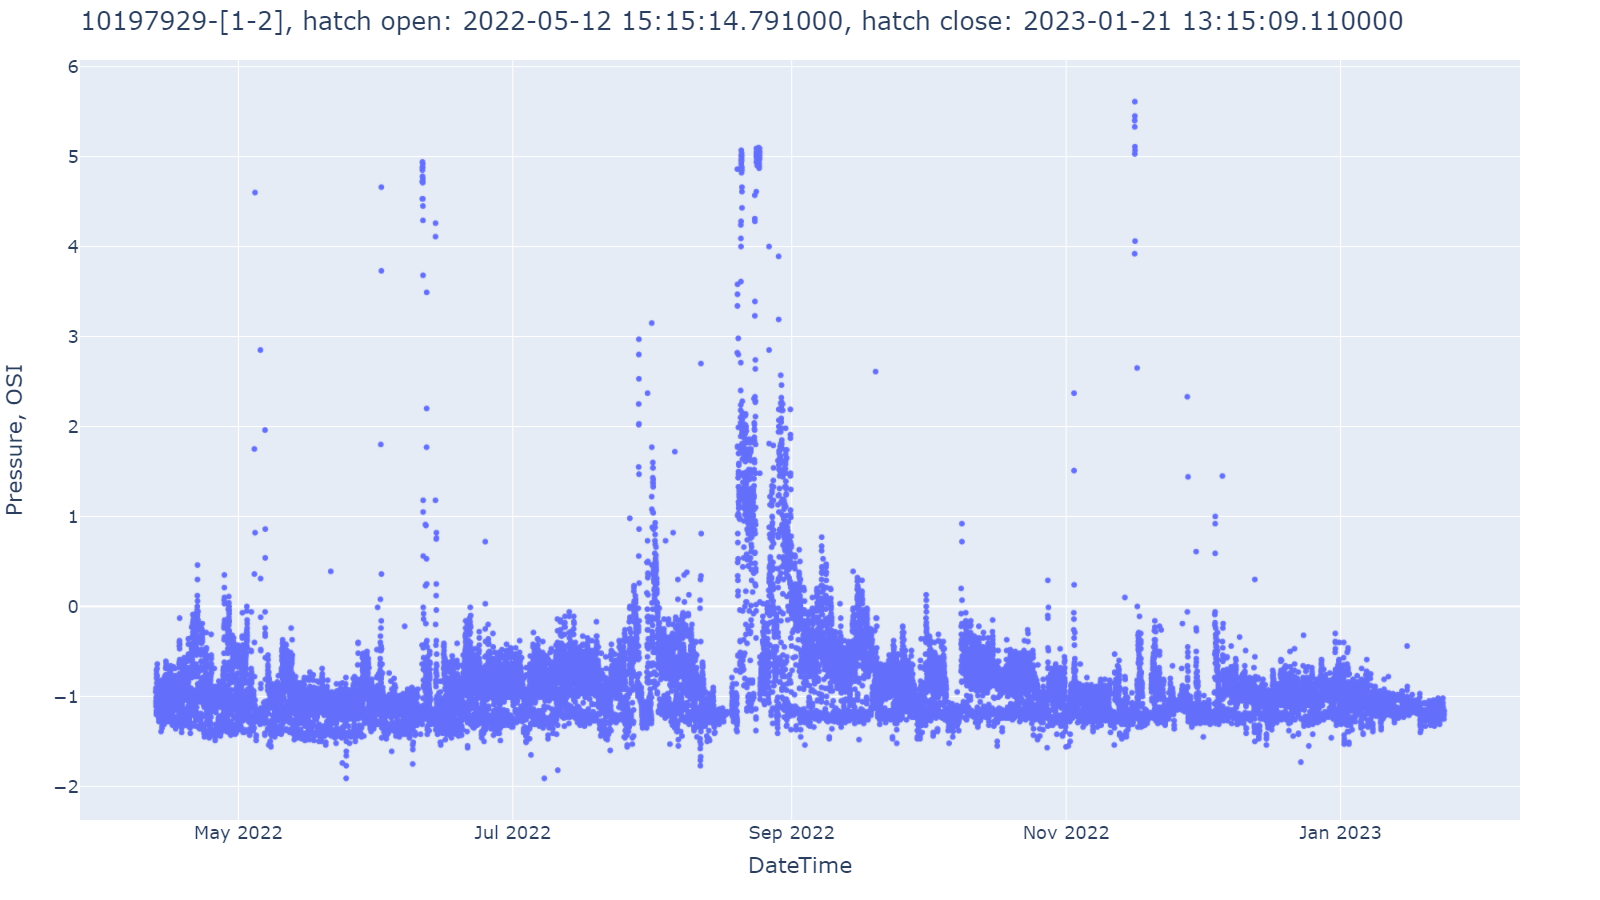 10197929-[1-2], hatch open: 2022-05-12 15:15:14.791000, hatch close: 2023-01-21 13:15:09.110000
6
5
4
3
2
1
0
−1
−2
Presssure, OSI
May 2022
Jul 2022
Sep 2022
Nov 2022
Jan 2023
DateTime